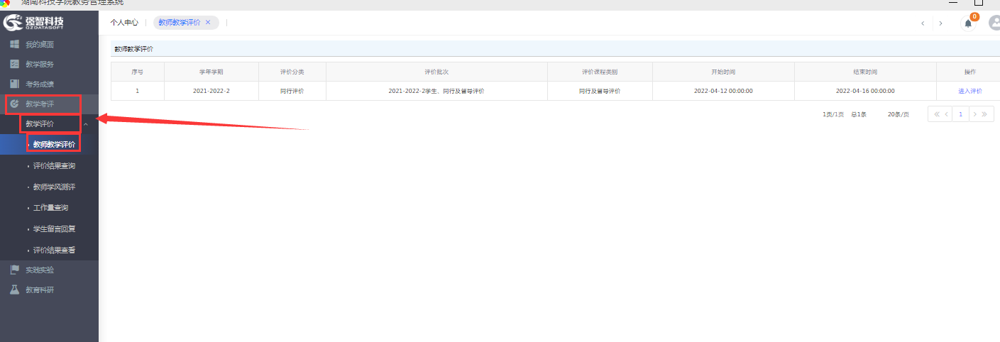 湖南科技学院教务管理系统
强智科技
QZDATASOFT
个人中心
教师教学评价 ×
0
我的桌面
教学服务
考务成绩
教学考评
教学评价
教师教学评价
评价结果查询
教师学风测评
工作量查询
学生留言回复
评价结果查看
实践实验
教育科研
教师教学评价
序号 学年学期 评价分类 评价批次 评价课程类别 开始时间 结束时间 操作
1 2021-2022-2 同行评价 2021-2022-2学生、同行及督导评价 同行及督导评价 2022-04-12 00:00:00 2022-04-16 00:00:00 进入评价
1页/1页 总1条 20条/页 1